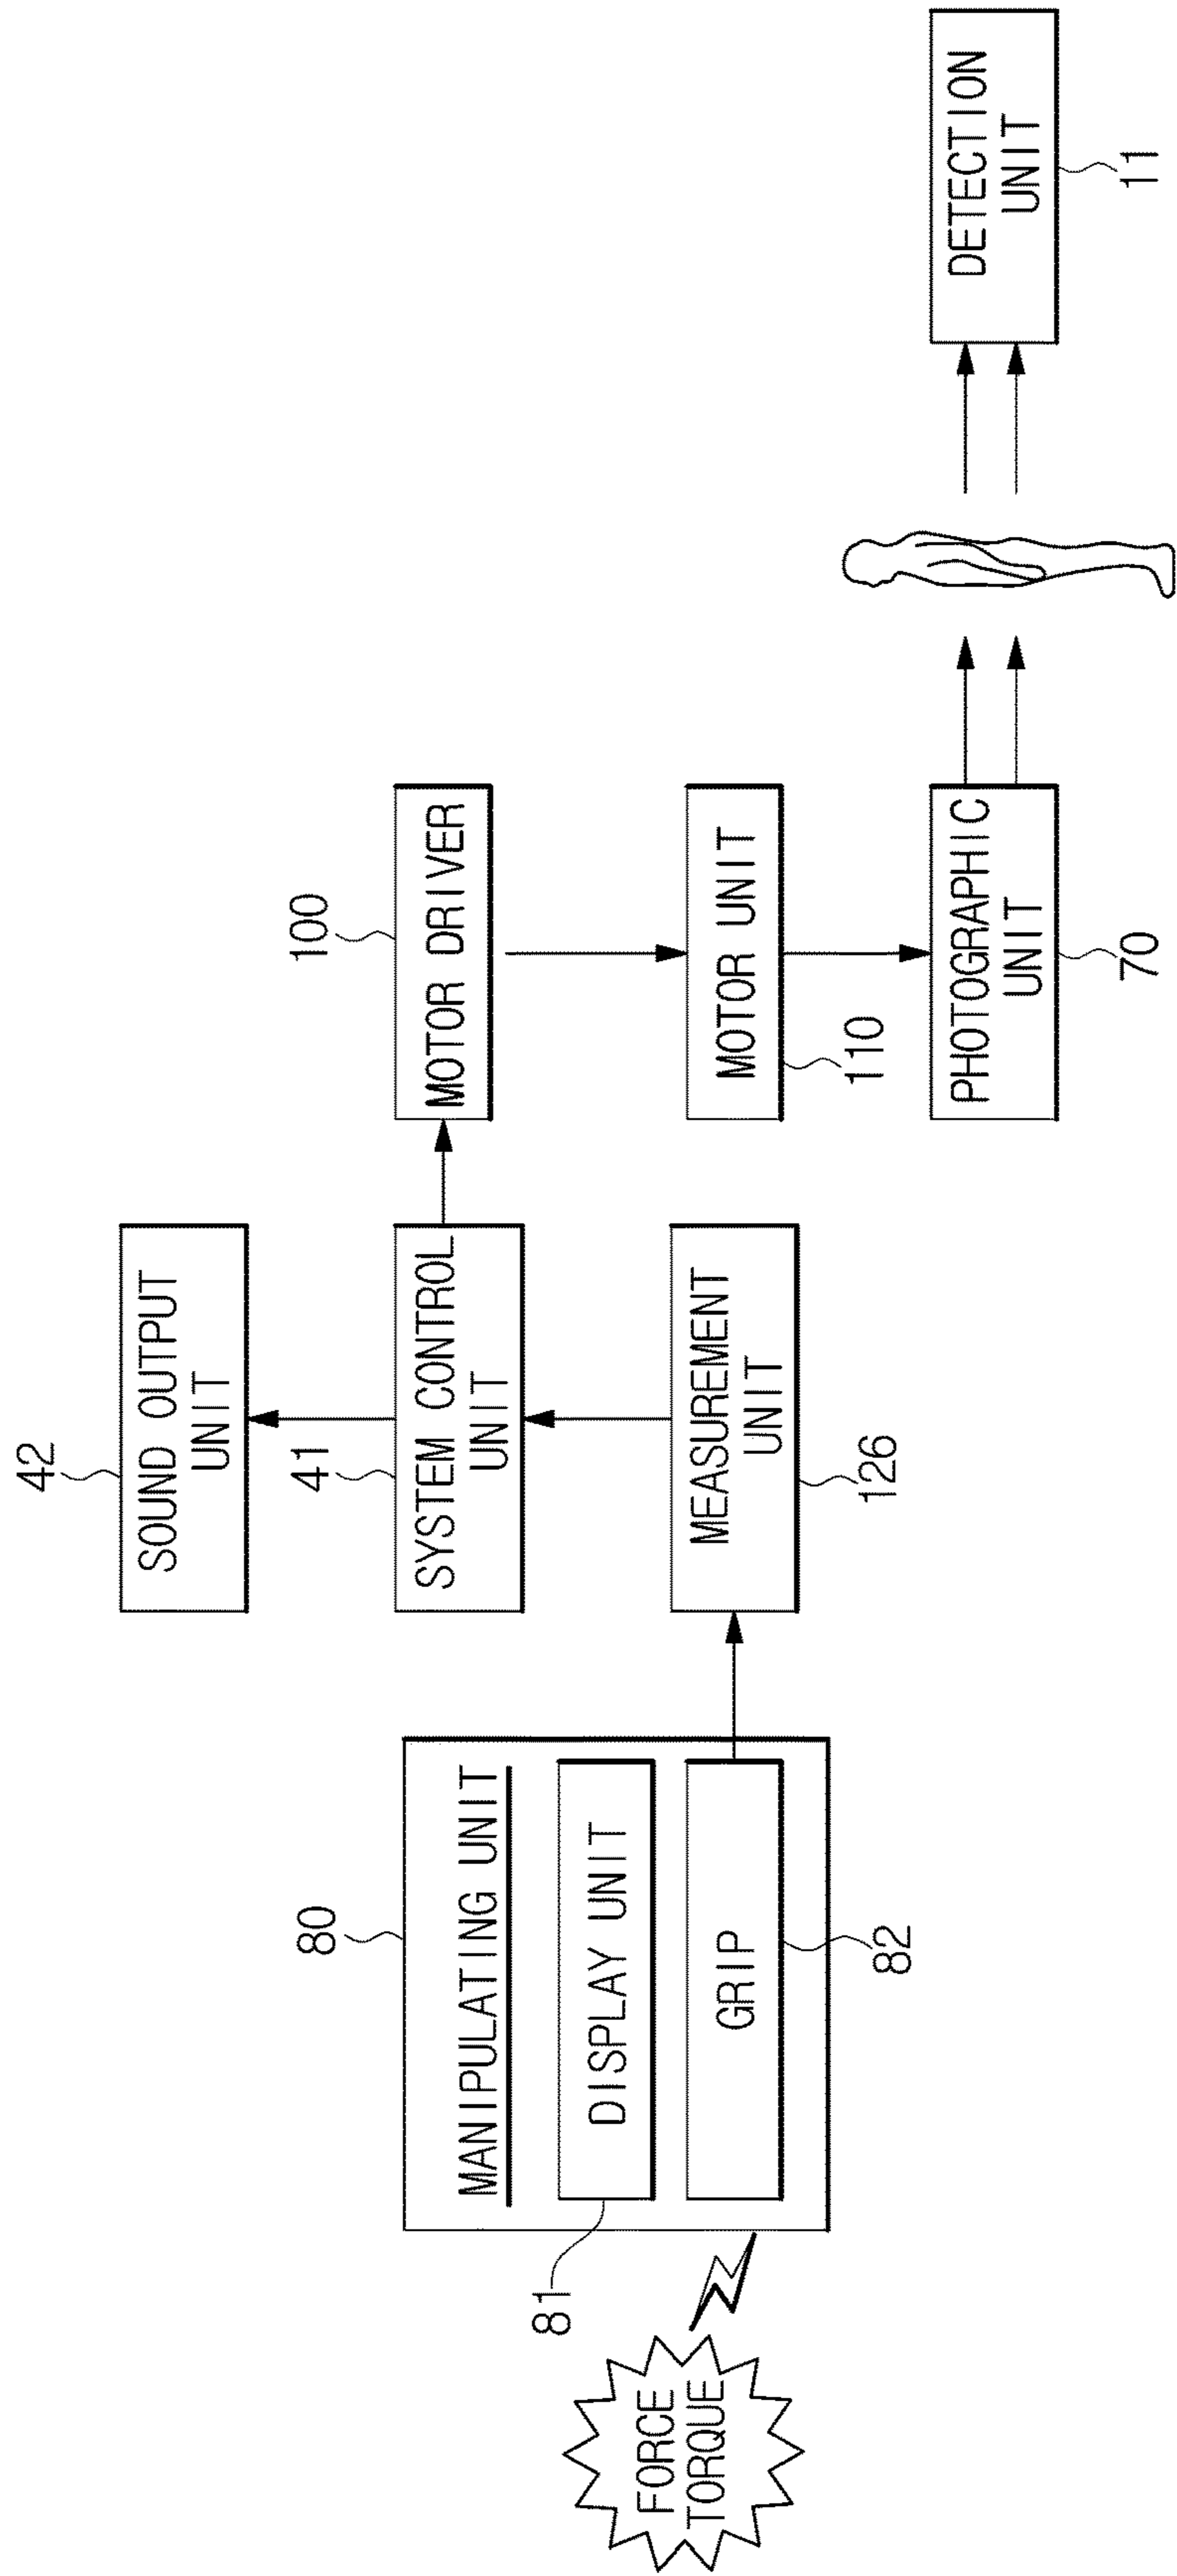 42
SOUND OUTPUT
UNIT
41
SYSTEM CONTROL
UNIT
100
MOTOR DRIVER
80
MANIPULATING UNIT
81
DISPLAY UNIT
GRIP
82
FORCE
TORQUE
MEASUREMENT
UNIT
126
MOTOR UNIT
110
PHOTOGRAPHIC
UNIT
70
DETECTION
UNIT
11